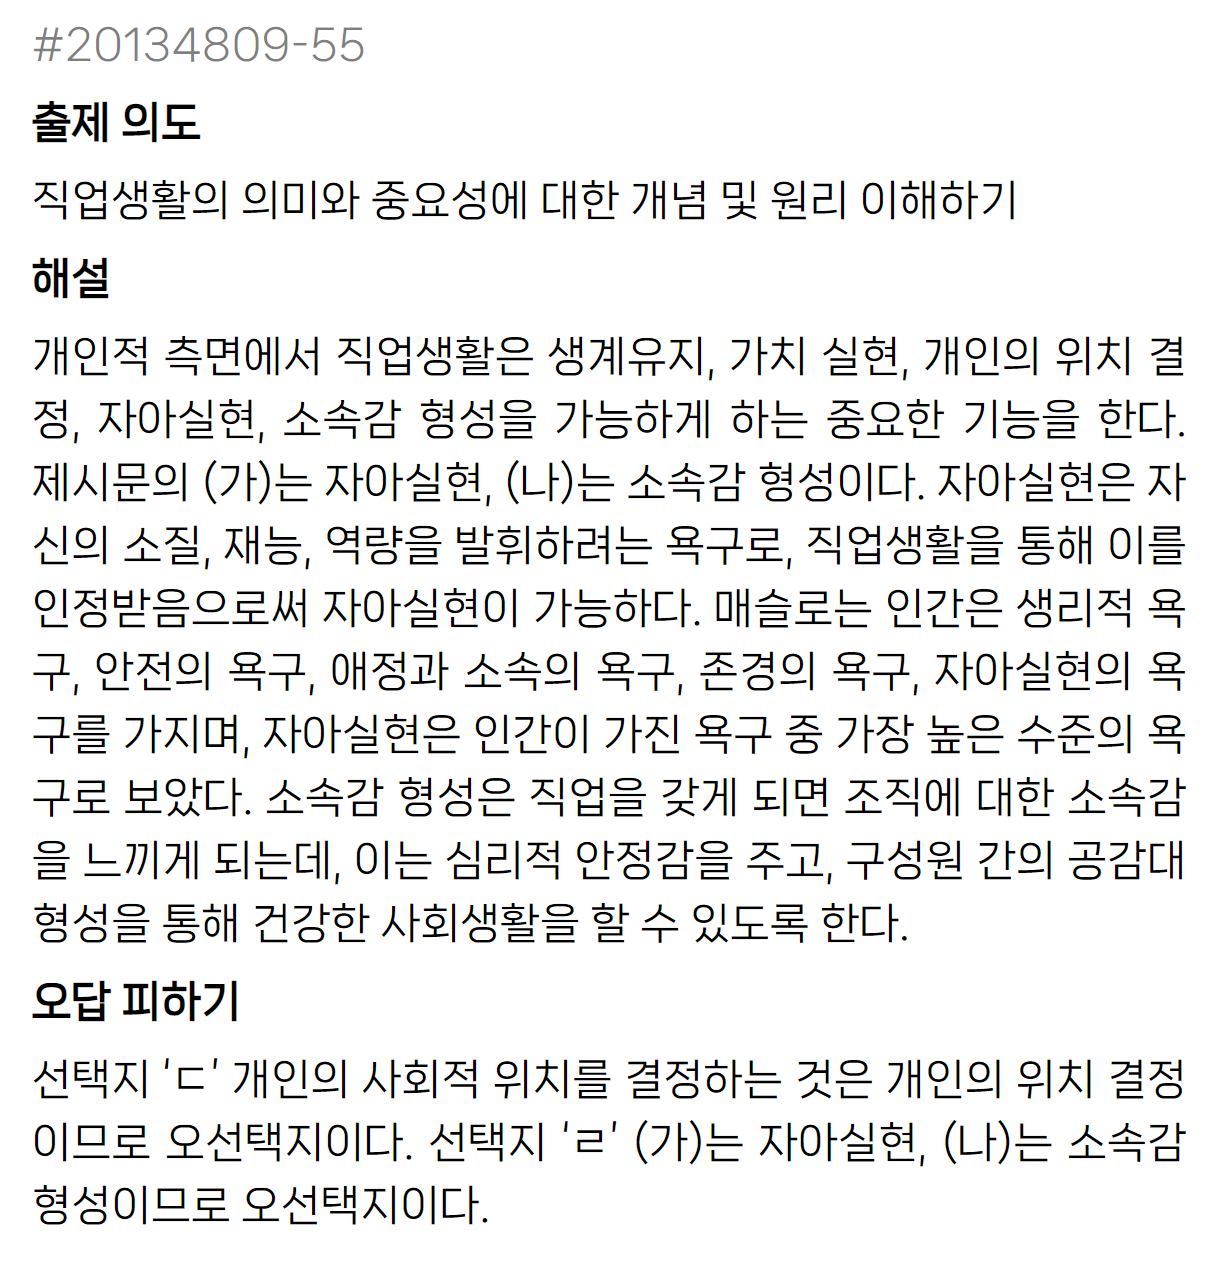 #20134809-55
출제 의도
직업생활의 의미와 중요성에 대한 개념 및 원리 이해하기
해설
개인적 측면에서 직업생활은 생계유지, 가치 실현, 개인의 위치 결
정, 자아실현, 소속감 형성을 가능하게 하는 중요한 기능을 한다.
제시문의 (가)는 자아실현, (나)는 소속감 형성이다. 자아실현은 자
신의 소질, 재능, 역량을 발휘하려는 욕구로, 직업생활을 통해 이를
인정받음으로써 자아실현이 가능하다. 매슬로는 인간은 생리적 욕
구, 안전의 욕구, 애정과 소속의 욕구, 존경의 욕구, 자아실현의 욕
구를 가지며, 자아실현은 인간이 가진 욕구 중 가장 높은 수준의 욕
구로 보았다. 소속감 형성은 직업을 갖게 되면 조직에 대한 소속감
을 느끼게 되는데, 이는 심리적 안정감을 주고, 구성원 간의 공감대
형성을 통해 건강한 사회생활을 할 수 있도록 한다.
오답 피하기
선택지 'ㄷ' 개인의 사회적 위치를 결정하는 것은 개인의 위치 결정
이므로 오선택지이다. 선택지 'ㄹ' (가)는 자아실현, (나)는 소속감
형성이므로 오선택지이다.